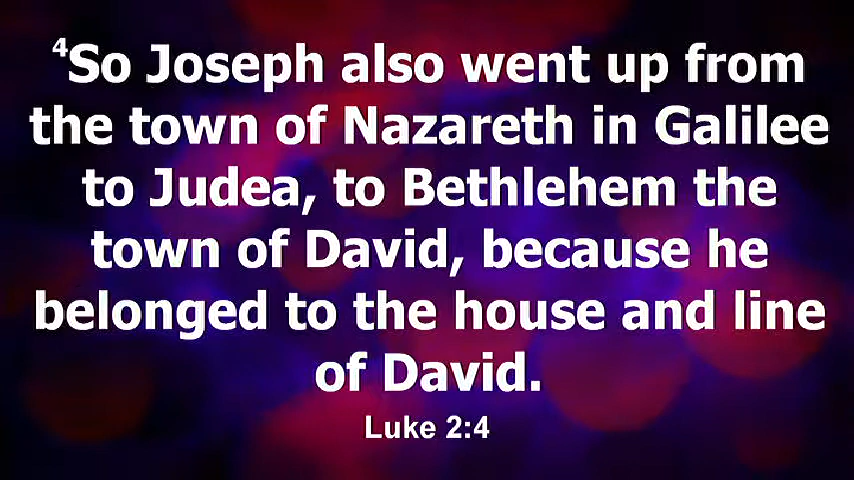 ⁴So Joseph also went up from
the town of Nazareth in Galilee
to Judea, to Bethlehem the
town of David, because he
belonged to the house and line
of David.
Luke 2:4